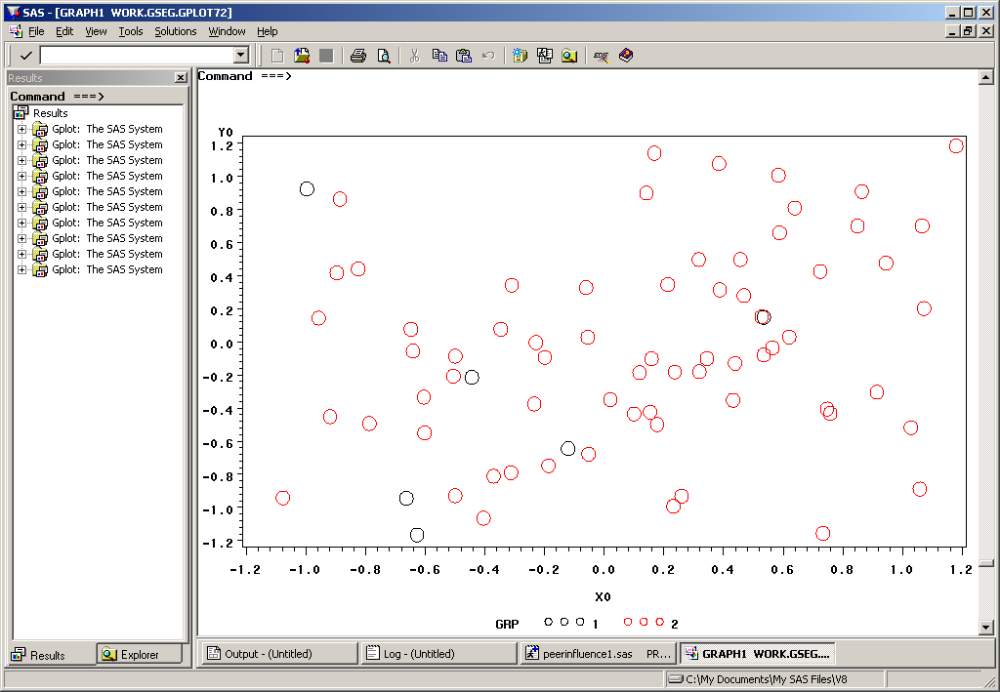 SAS - [GRAPH1 WORK.GSEG.GPLOT72]
File Edit View Tools Solutions Window Help
Results
Command ===>
Results
Gplot: The SAS System
Gplot: The SAS System
Gplot: The SAS System
Gplot: The SAS System
Gplot: The SAS System
Gplot: The SAS System
Gplot: The SAS System
Gplot: The SAS System
Gplot: The SAS System
Gplot: The SAS System
Results Explorer
Command ===>
Y0
1.2
1.0
0.8
0.6
0.4
0.2
0.0
-0.2
-0.4
-0.6
-0.8
-1.0
-1.2
-1.2 -1.0 -0.8 -0.6 -0.4 -0.2 0.0 0.2 0.4 0.6 0.8 1.0 1.2
X0
GRP 1 2
Output - (Untitled) Log - (Untitled) peerinfluence1.sas PR... GRAPH1 WORK.GSEG....
C:\My Documents\My SAS Files\V8